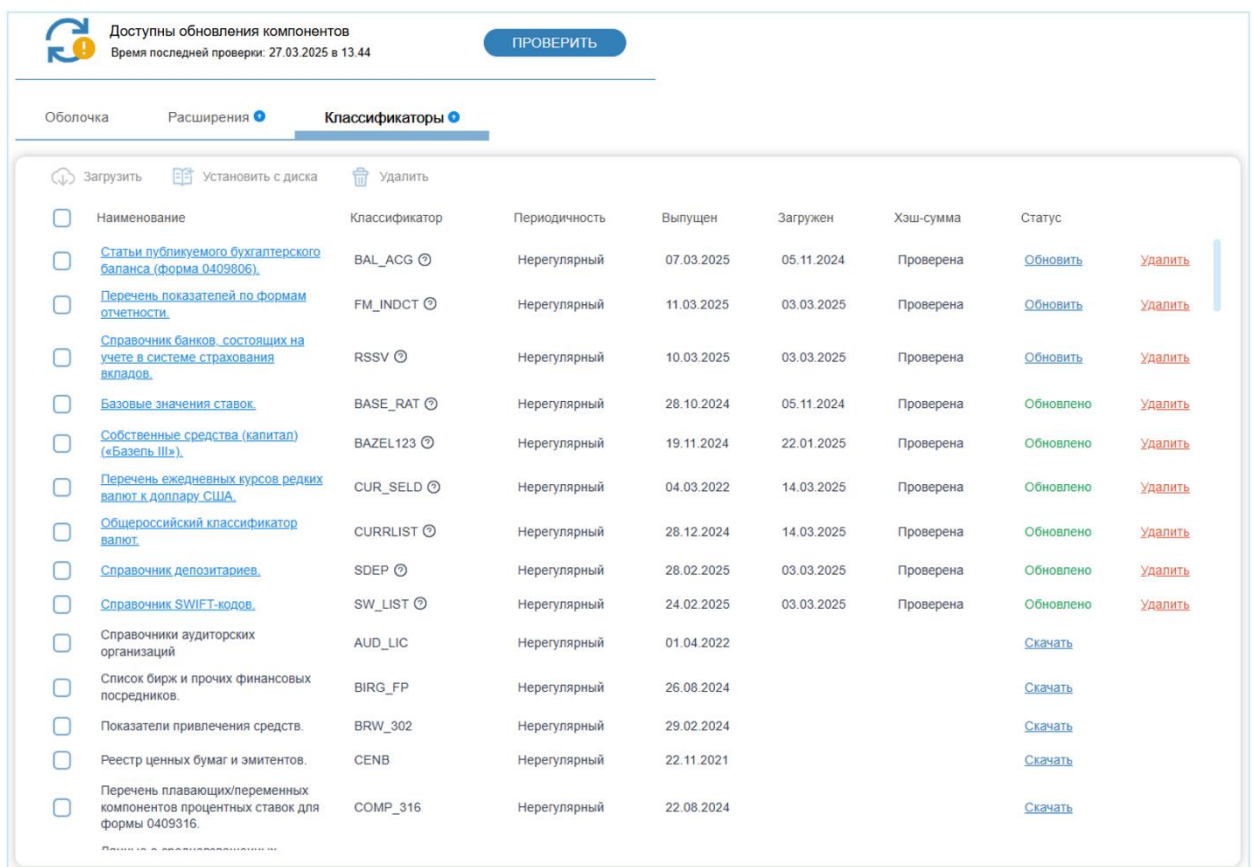 Доступны обновления компонентов
Время последней проверки: 27.03.2025 в 13.44
ПРОВЕРИТЬ
Оболочка Расширения Классификаторы
Загрузить Установить с диска Удалить
Наименование Классификатор Периодичность Выпущен Загружен Хэш-сумма Статус
Статьи публикуемого бухгалтерского
баланса (форма 0409806).
BAL_ACG Нерегулярный 07.03.2025 05.11.2024 Проверена Обновить Удалить
Перечень показателей по формам
отчетности.
FM_INDCT Нерегулярный 11.03.2025 03.03.2025 Проверена Обновить Удалить
Справочник банков, состоящих на
учете в системе страхования
вкладов.
RSSV Нерегулярный 10.03.2025 03.03.2025 Проверена Обновить Удалить
Базовые значения ставок. BASE_RAT Нерегулярный 28.10.2024 05.11.2024 Проверена Обновлено Удалить
Собственные средства (капитал)
(«Базель III»).
BAZEL123 Нерегулярный 19.11.2024 22.01.2025 Проверена Обновлено Удалить
Перечень ежедневных курсов редких
валют к доллару США.
CUR_SELD Нерегулярный 04.03.2022 14.03.2025 Проверена Обновлено Удалить
Общероссийский классификатор
валют.
CURRLIST Нерегулярный 28.12.2024 14.03.2025 Проверена Обновлено Удалить
Справочник депозитариев. SDEP Нерегулярный 28.02.2025 03.03.2025 Проверена Обновлено Удалить
Справочник SWIFT-кодов. SW_LIST Нерегулярный 24.02.2025 03.03.2025 Проверена Обновлено Удалить
Справочники аудиторских
организаций
AUD_LIC Нерегулярный 01.04.2022 Скачать
Список бирж и прочих финансовых
посредников.
BIRG_FP Нерегулярный 26.08.2024 Скачать
Показатели привлечения средств. BRW_302 Нерегулярный 29.02.2024 Скачать
Реестр ценных бумаг и эмитентов. CENB Нерегулярный 22.11.2021 Скачать
Перечень плавающих/переменных
компонентов процентных ставок для
формы 0409316.
COMP_316 Нерегулярный 22.08.2024 Скачать